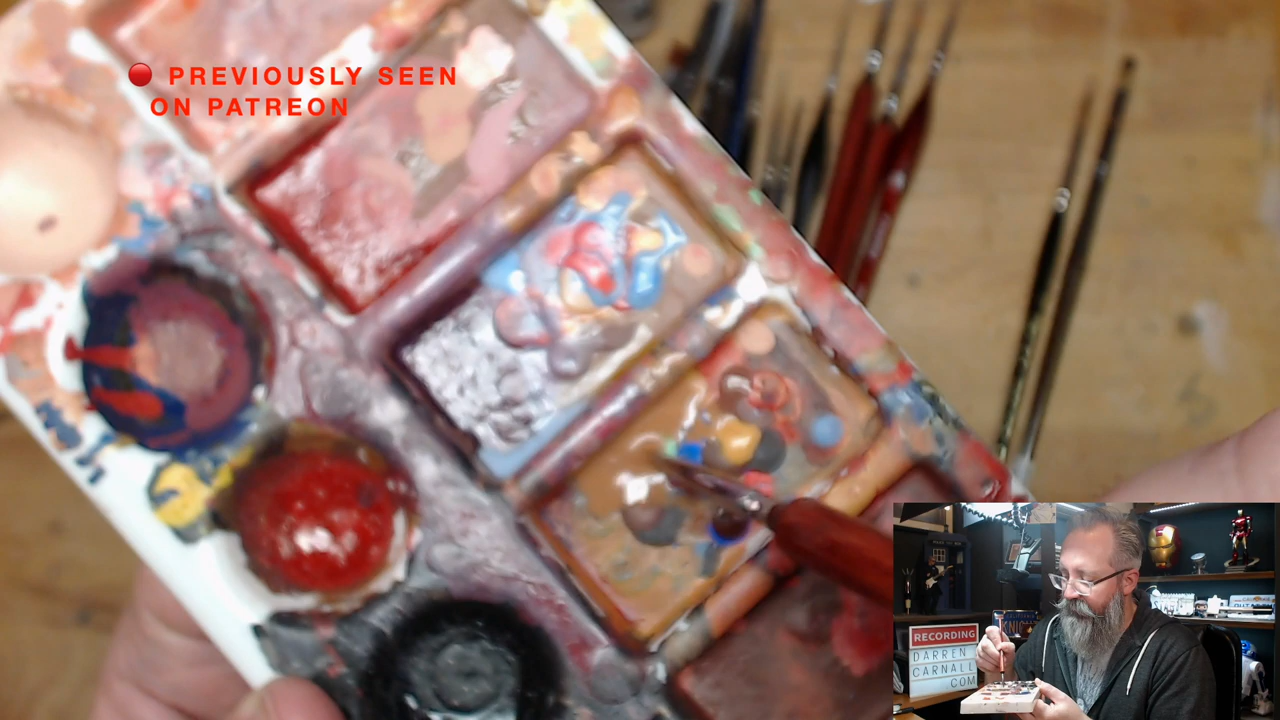 PREVIOUSLY SEEN
ON PATREON
RECORDING
DARREN
CARNALL
COM